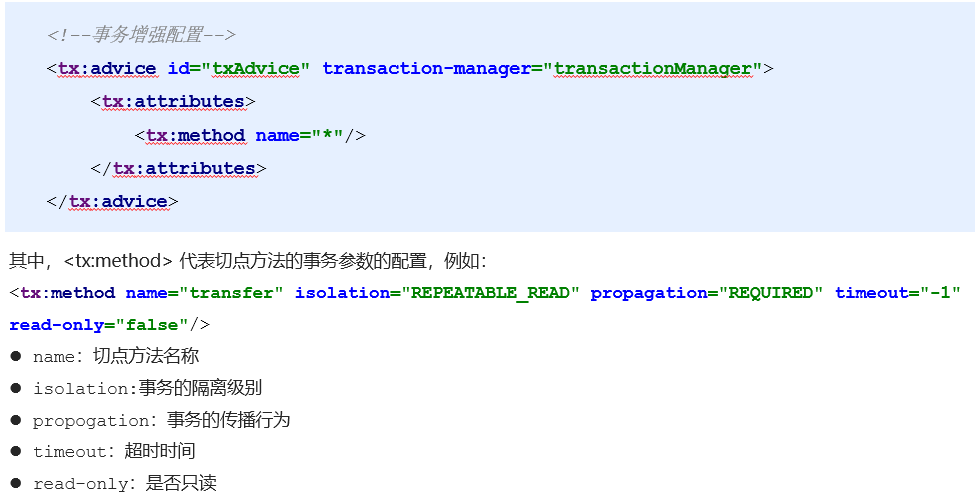 <!--事务增强配置-->
<tx:advice id="txAdvice" transaction-manager="transactionManager">
<tx:attributes>
<tx:method name="*"/>
</tx:attributes>
</tx:advice>
其中，<tx:method> 代表切点方法的事务参数的配置，例如：
<tx:method name="transfer" isolation="REPEATABLE_READ" propagation="REQUIRED" timeout="-1"
read-only="false"/>
● name：切点方法名称
● isolation:事务的隔离级别
● propogation：事务的传播行为
● timeout：超时时间
● read-only：是否只读